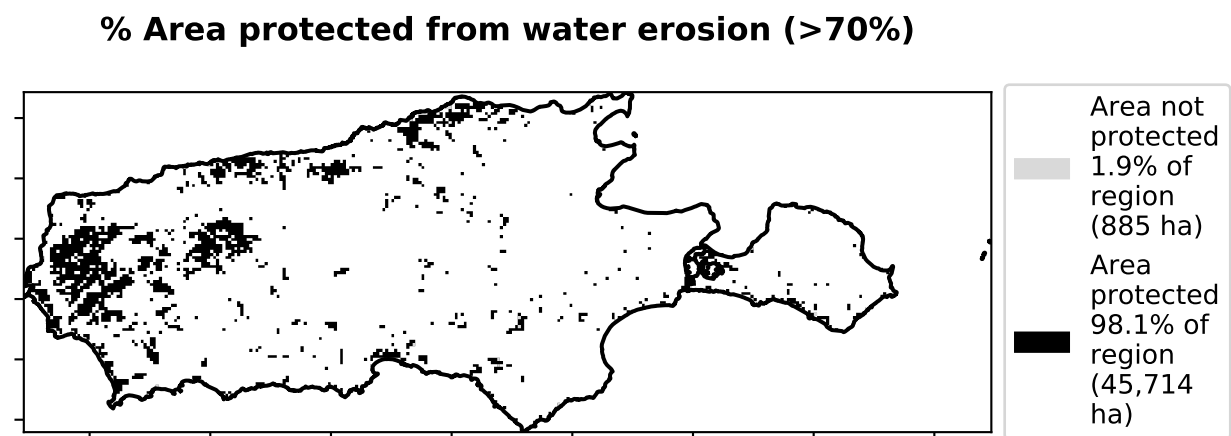 % Area protected from water erosion (>70%)
Area not
protected
1.9% of
region
(885 ha)
Area
protected
98.1% of
region
(45,714
ha)